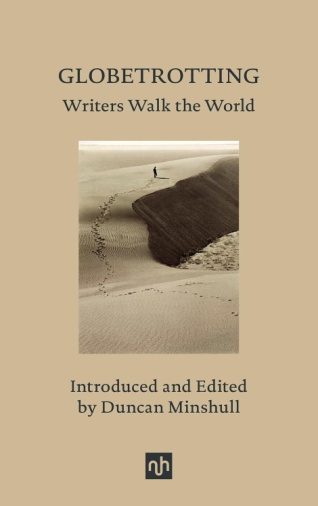 GLOBETROTTING
Writers Walk the World
Introduced and Edited
by Duncan Minshull